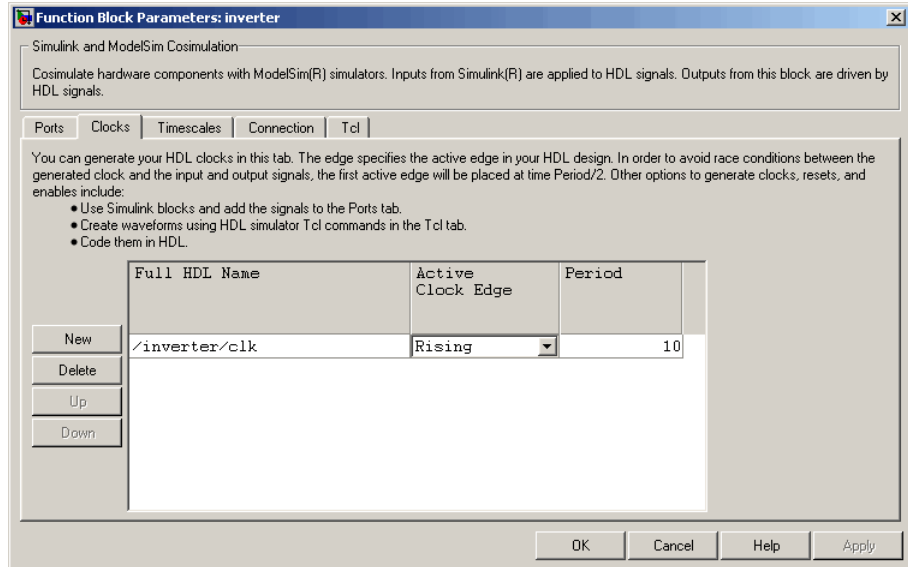 Function Block Parameters: inverter
Simulink and ModelSim Cosimulation
Cosimulate hardware components with ModelSim(R) simulators. Inputs from Simulink(R) are applied to HDL signals. Outputs from this block are driven by
HDL signals.
Ports Clocks Timescales Connection Tcl
You can generate your HDL clocks in this tab. The edge specifies the active edge in your HDL design. In order to avoid race conditions between the
generated clock and the input and output signals, the first active edge will be placed at time Period/2. Other options to generate clocks, resets, and
enables include:
• Use Simulink blocks and add the signals to the Ports tab.
• Create waveforms using HDL simulator Tcl commands in the Tcl tab.
• Code them in HDL.
Full HDL Name Active Period
Clock Edge
New
/inverter/clk Rising 10
Delete
Up
Down
OK Cancel Help Apply